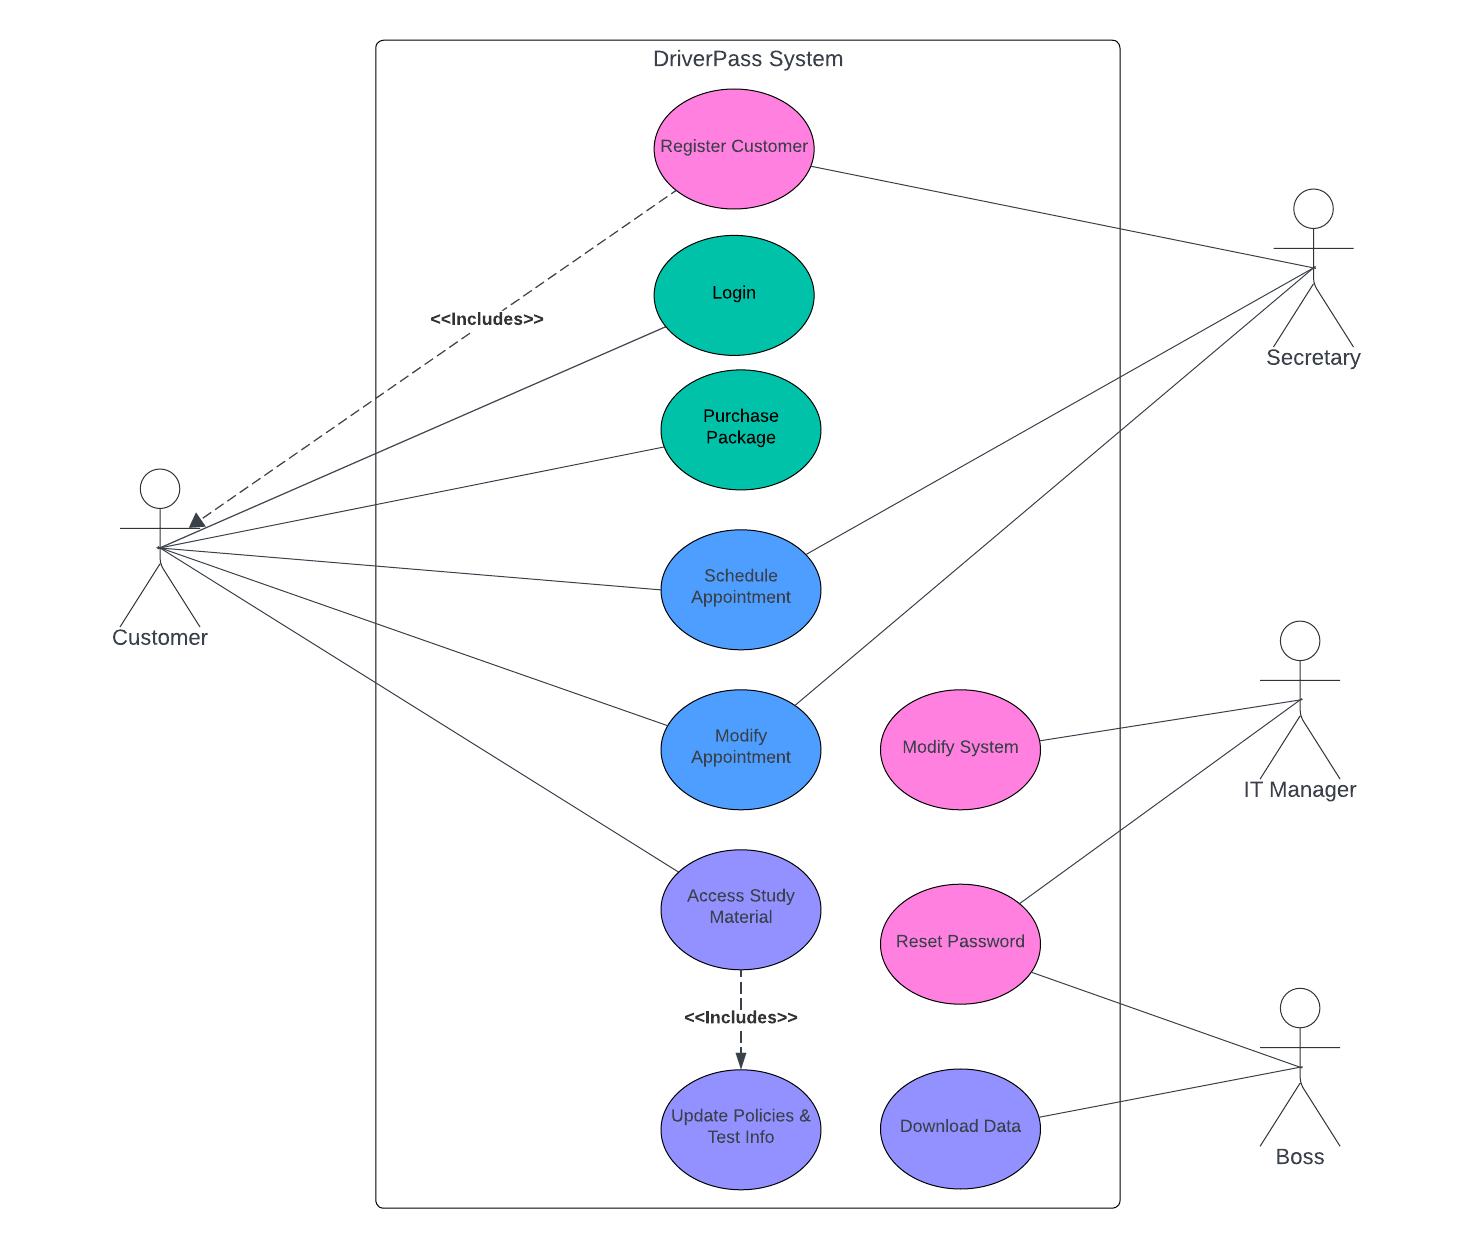 DriverPass System
Register Customer
Login
<<Includes>>
Secretary
Purchase
Package
Schedule
Appointment
Customer
Modify
Appointment
Modify System
IT Manager
Access Study
Material
Reset Password
<<Includes>>
Update Policies &
Test Info
Download Data
Boss